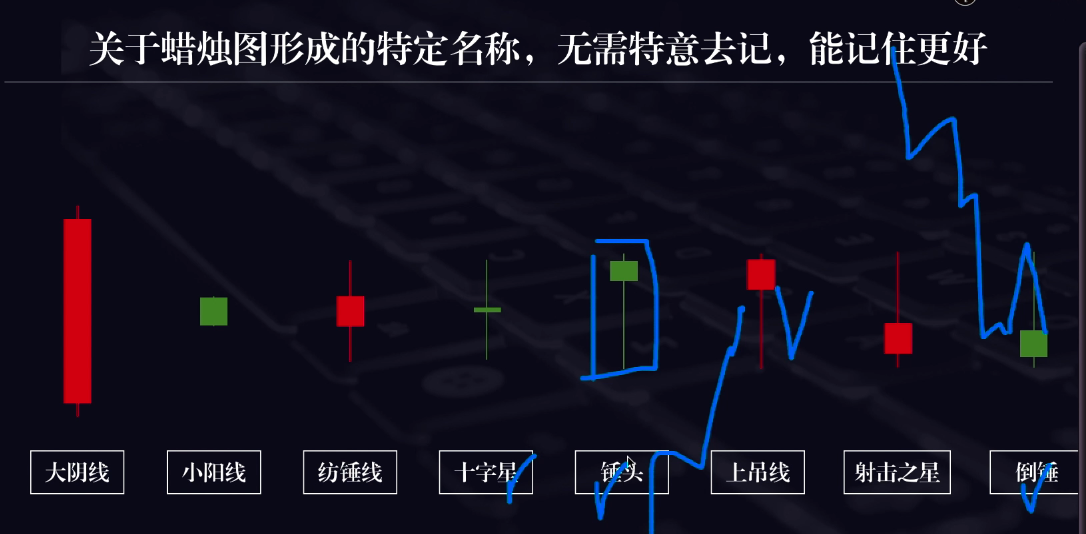 关于蜡烛图形成的特定名称，无需特意去记，能记住更好
大阴线 小阳线 纺锤线 十字星 锤头 上吊线 射击之星 倒锤